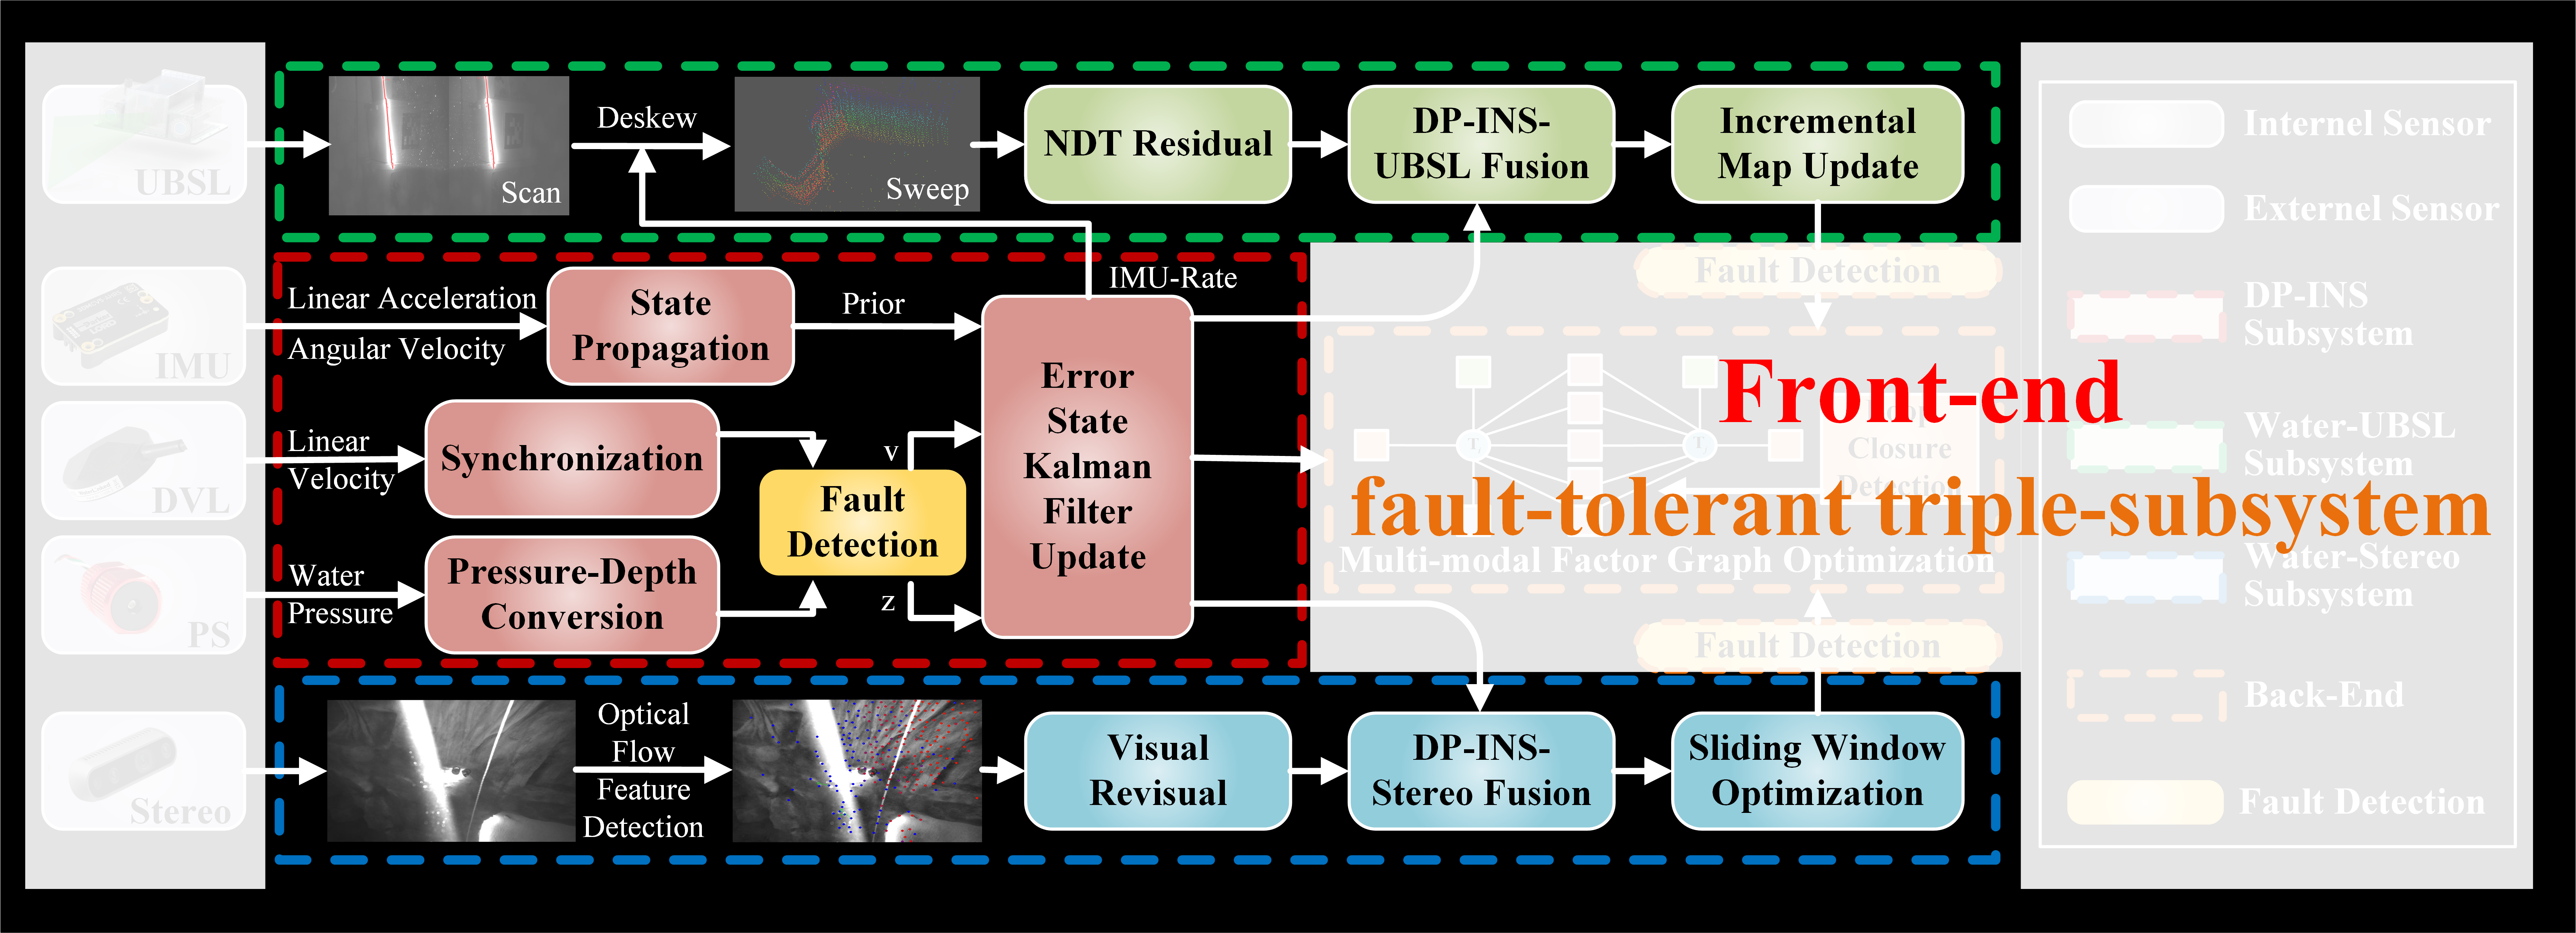 UBSL
Scan
Deskew
Sweep
NDT Residual
DP-INS-
UBSL Fusion
Incremental
Map Update
IMU
Linear Acceleration
Angular Velocity
State
Propagation
Prior
IMU-Rate
DVL
Linear
Velocity
Synchronization
PS
Water
Pressure
Pressure-Depth
Conversion
Fault
Detection
v
z
Error
State
Kalman
Filter
Update
Stereo
Optical
Flow
Feature
Detection
Visual
Revisual
DP-INS-
Stereo Fusion
Sliding Window
Optimization
Fault Detection
Closure
Multi-modal Factor Graph Optimization
Fault Detection
Front-end
fault-tolerant triple-subsystem
Internel Sensor
Externel Sensor
DP-INS
Subsystem
Water-UBSL
Subsystem
Water-Stereo
Subsystem
Back-End
Fault Detection